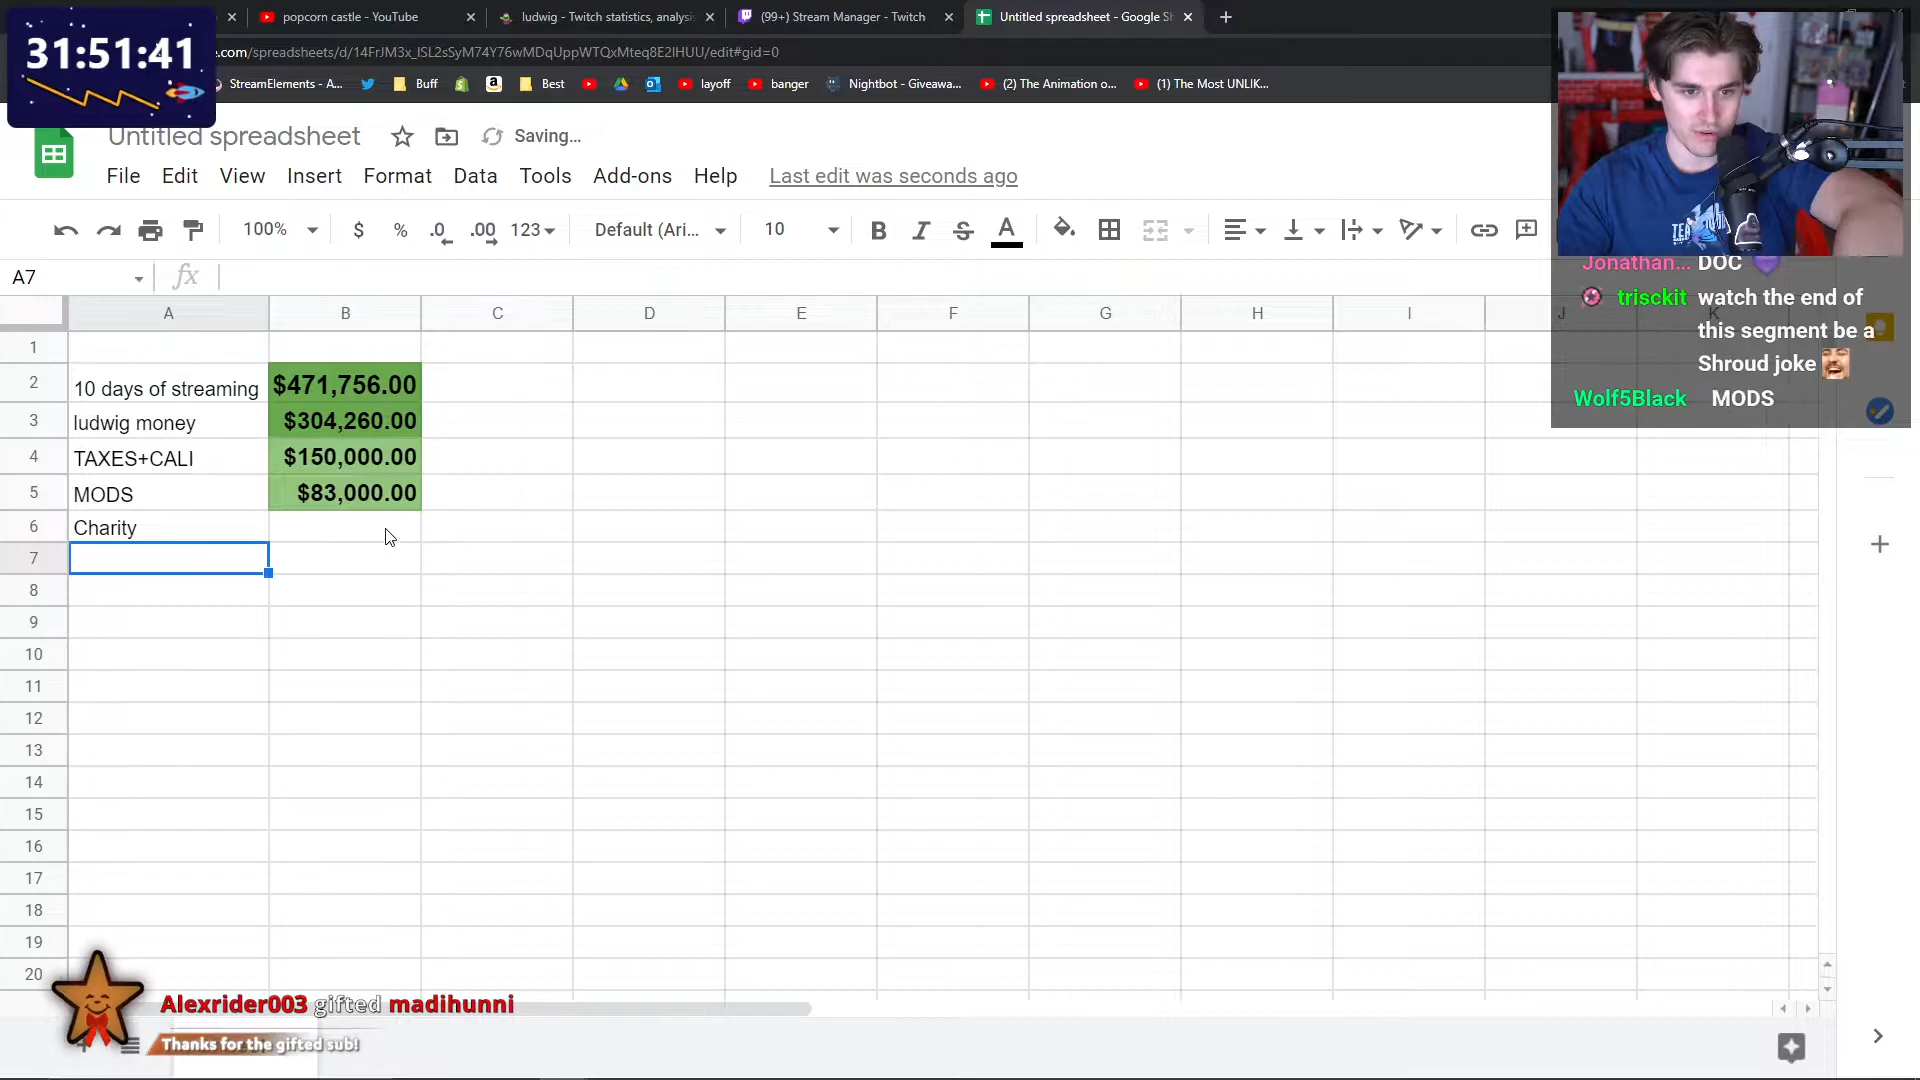 31:51:41
popcorn castle - YouTube
ludwig - Twitch statistics, analysis
(99+) Stream Manager - Twitch
Untitled spreadsheet - Google Sh
.com/spreadsheets/d/14FrJM3x_lSL2sSyM74Y76wMDqUppWTQxMteq8E2lHUU/edit#gid=0
StreamElements - A...
Buff
Best
layoff
banger
Nightbot - Giveawa...
(2) The Animation o...
(1) The Most UNLIK...
Untitled spreadsheet
Saving...
File Edit View Insert Format Data Tools Add-ons Help Last edit was seconds ago
100% $ % .0 .00 123 Default (Ari... 10 B I S A
A7 fx
A B C D E F G H I J K
1
2 10 days of streaming $471,756.00
3 ludwig money $304,260.00
4 TAXES+CALI $150,000.00
5 MODS $83,000.00
6 Charity
7
8
9
10
11
12
13
14
15
16
17
18
19
20
Jonathan... DOC
trisckit watch the end of
this segment be a
Shroud joke
Wolf5Black MODS
Alexrider003 gifted madihunni
Thanks for the gifted sub!